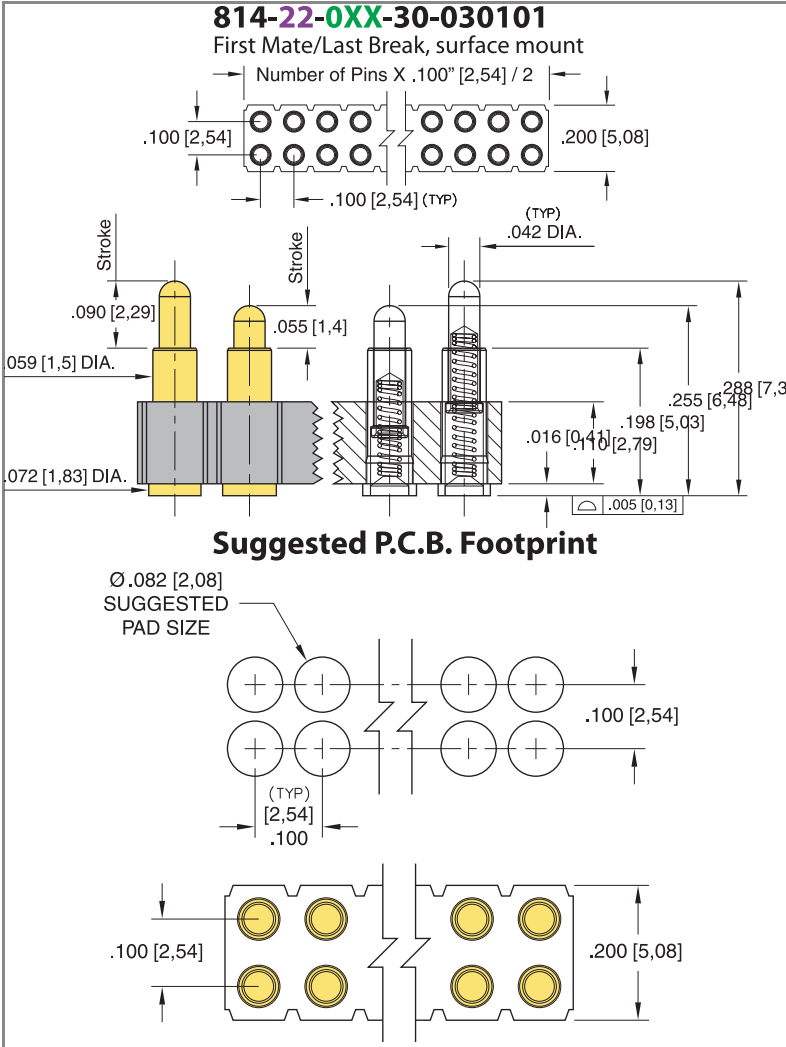 814-22-0XX-30-030101
First Mate/Last Break, surface mount
Number of Pins X .100” [2,54] / 2
.100 [2,54]
.200 [5,08]
.100 [2,54] (TYP)
Stroke
Stroke
(TYP)
.042 DIA.
.090 [2,29]
.055 [1,4]
.059 [1,5] DIA.
.288 [7,3
.255 [6,48]
.198 [5,03]
.016 [0,41]
.110 [2,79]
.072 [1,83] DIA.
.005 [0,13]
Suggested P.C.B. Footprint
Ø.082 [2,08]
SUGGESTED
PAD SIZE
.100 [2,54]
(TYP)
[2,54]
.100
.100 [2,54]
.200 [5,08]